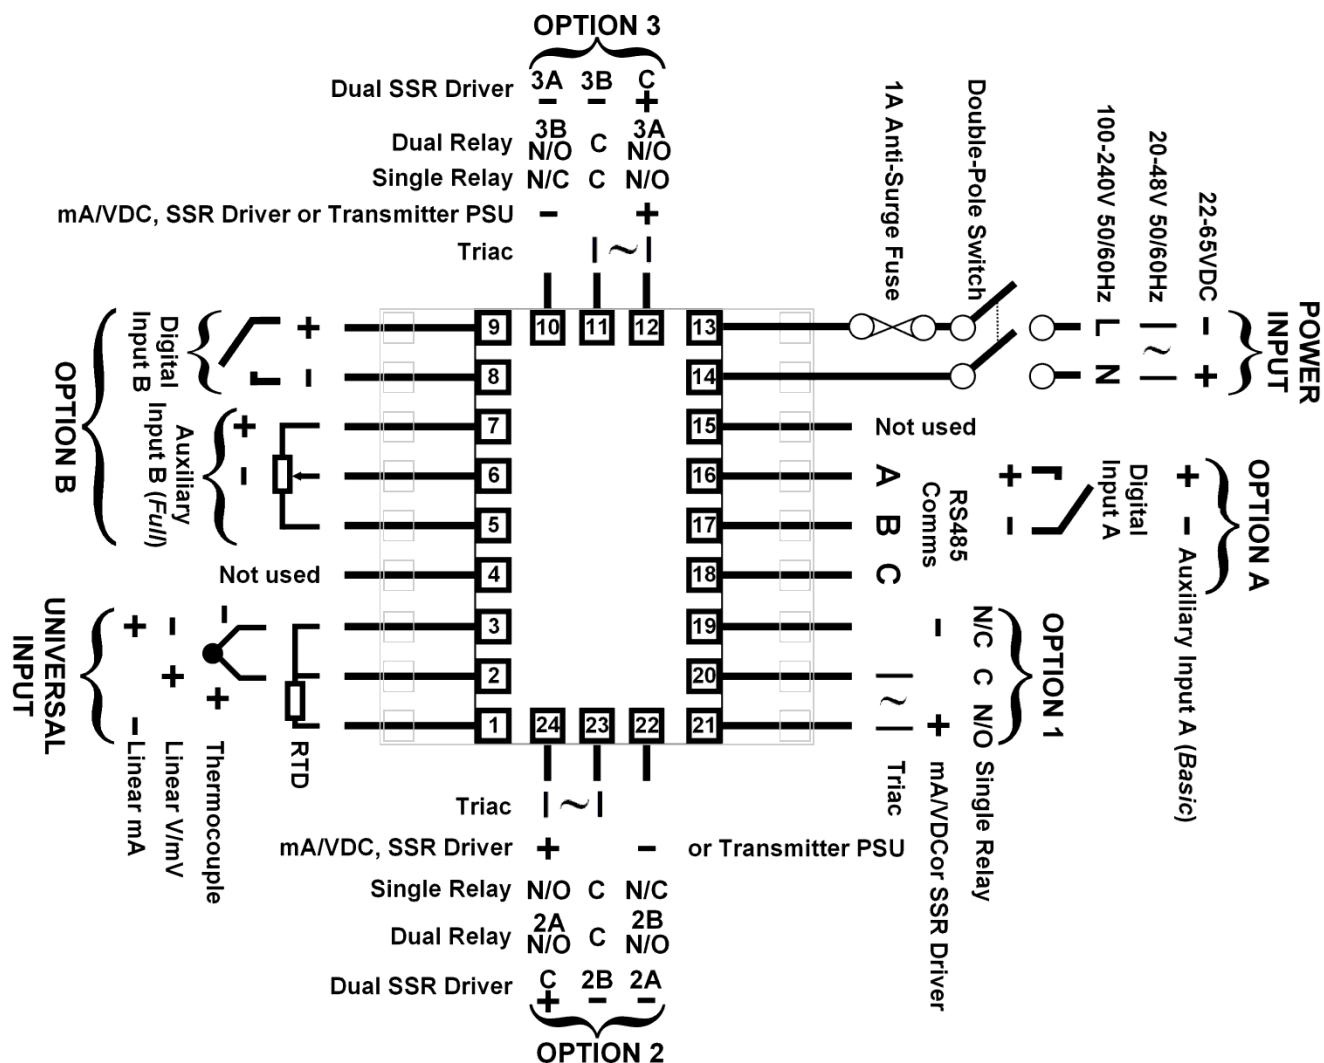 OPTION 3
Dual SSR Driver 3A 3B C
− − +
Dual Relay 3B N/O C 3A N/O
Single Relay N/C C N/O
mA/VDC, SSR Driver or Transmitter PSU − +
Triac ~
10 11 12
9
8
7
6
5
4
3
2
1
24 23 22
13
14
15
16
17
18
19
20
21
OPTION B
Digital
Input B
+ −
Auxiliary
Input B (Full)
+ −
Not used
UNIVERSAL
INPUT
+ − Linear mA
− + Linear V/mV
− + Thermocouple
RTD
1A Anti-Surge Fuse
Double-Pole Switch
L N 100-240V 50/60Hz
~ 20-48V 50/60Hz
− + 22-65VDC
POWER
INPUT
Not used
A B C
RS485
Comms
+ −
Digital
Input A
+ − Auxiliary Input A (Basic)
OPTION A
OPTION 1
N/C C N/O Single Relay
− + mA/VDCor SSR Driver
~ Triac
Triac ~
mA/VDC, SSR Driver + − or Transmitter PSU
Single Relay N/O C N/C
Dual Relay 2A N/O C 2B N/O
Dual SSR Driver C 2B 2A
+ − −
OPTION 2